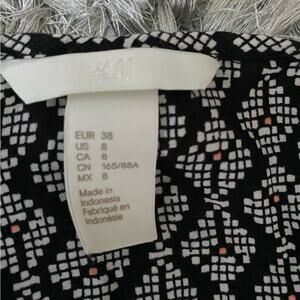 H&M
EUR 38
US 8
CA 8
CN 165/88A
MX 8
Made in
Indonesia
Fabriqué en
Indonésie